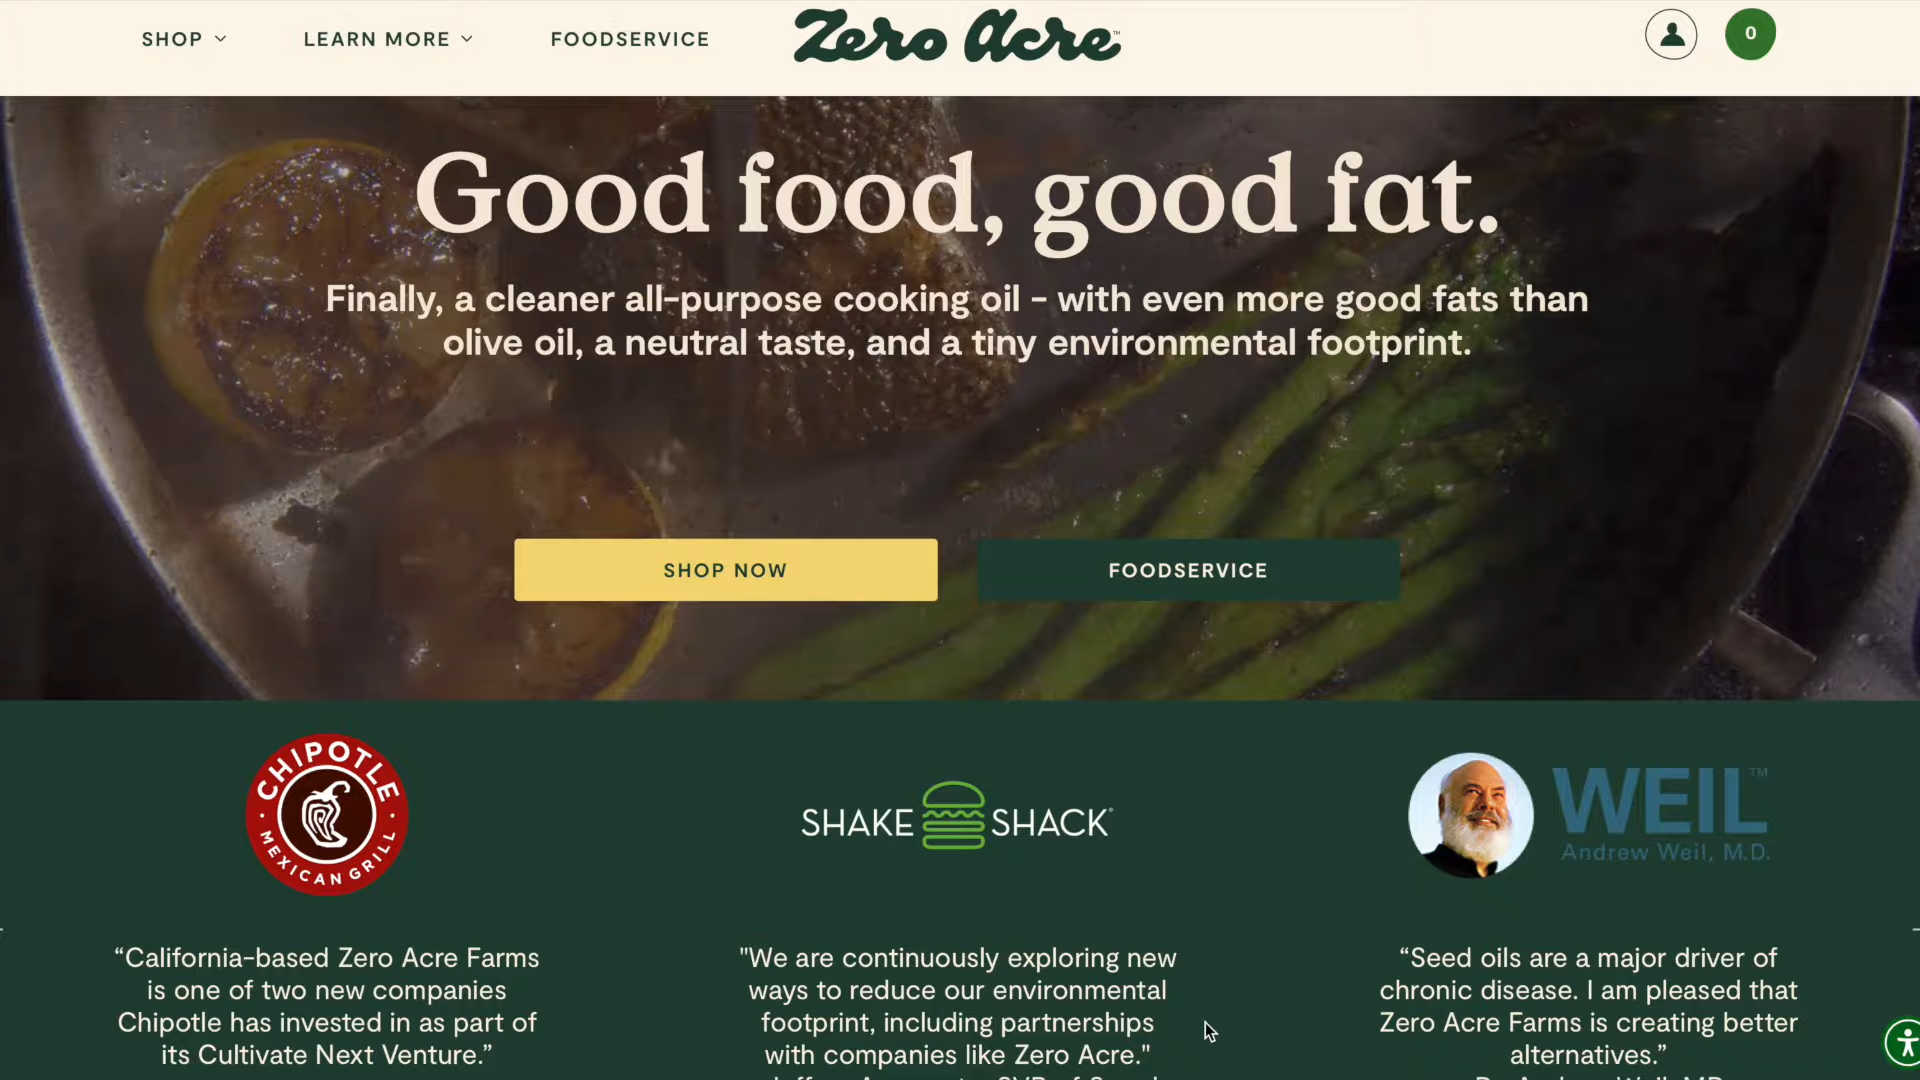 SHOP
LEARN MORE
FOODSERVICE
Zero Acre™
0
Good food, good fat.
Finally, a cleaner all-purpose cooking oil - with even more good fats than
olive oil, a neutral taste, and a tiny environmental footprint.
SHOP NOW
FOODSERVICE
CHIPOTLE
MEXICAN GRILL
SHAKE SHACK
WEIL™
Andrew Weil, M.D.
“California-based Zero Acre Farms
is one of two new companies
Chipotle has invested in as part of
its Cultivate Next Venture.”
"We are continuously exploring new
ways to reduce our environmental
footprint, including partnerships
with companies like Zero Acre."
“Seed oils are a major driver of
chronic disease. I am pleased that
Zero Acre Farms is creating better
alternatives.”